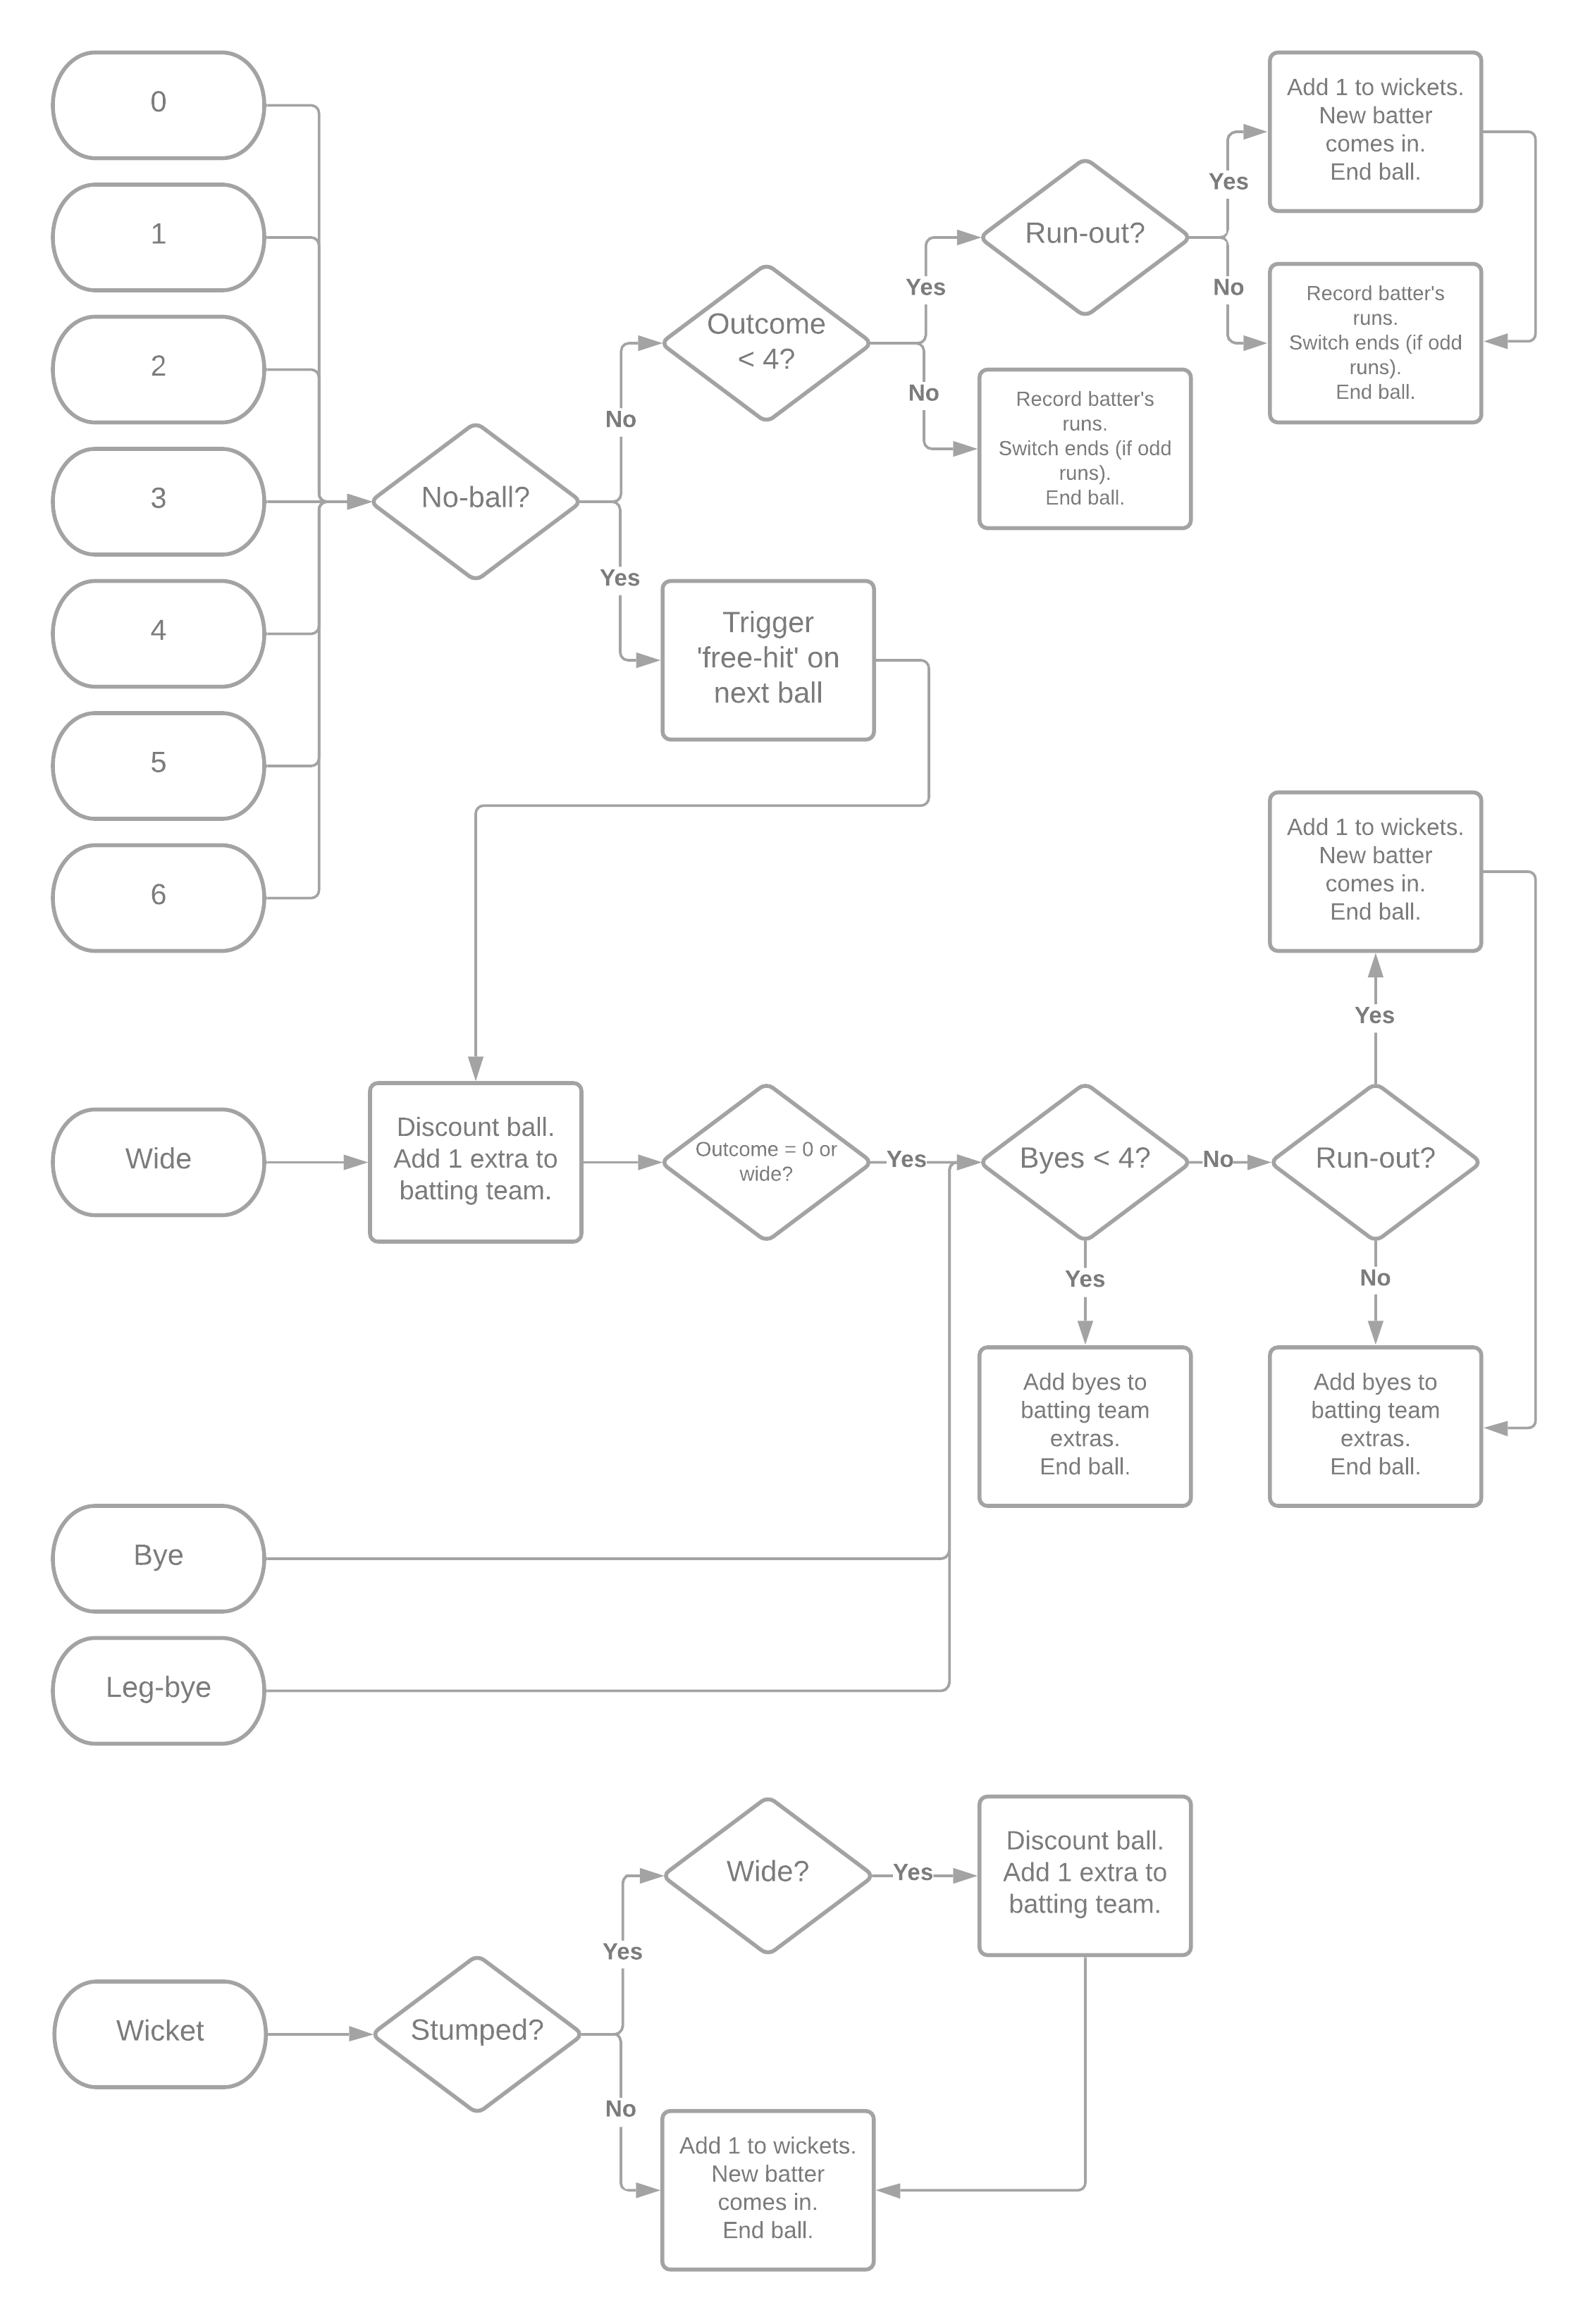 0
1
2
3
4
5
6
No-ball?
No
Yes
Outcome
< 4?
Yes
No
Run-out?
Yes
No
Add 1 to wickets.
New batter
comes in.
End ball.
Record batter's
runs.
Switch ends (if odd
runs).
End ball.
Record batter's
runs.
Switch ends (if odd
runs).
End ball.
Trigger
'free-hit' on
next ball
Wide
Discount ball.
Add 1 extra to
batting team.
Outcome = 0 or
wide?
Yes
Byes < 4?
No
Run-out?
Yes
Add 1 to wickets.
New batter
comes in.
End ball.
Yes
No
Add byes to
batting team
extras.
End ball.
Add byes to
batting team
extras.
End ball.
Bye
Leg-bye
Wicket
Stumped?
Yes
No
Wide?
Yes
Discount ball.
Add 1 extra to
batting team.
Add 1 to wickets.
New batter
comes in.
End ball.